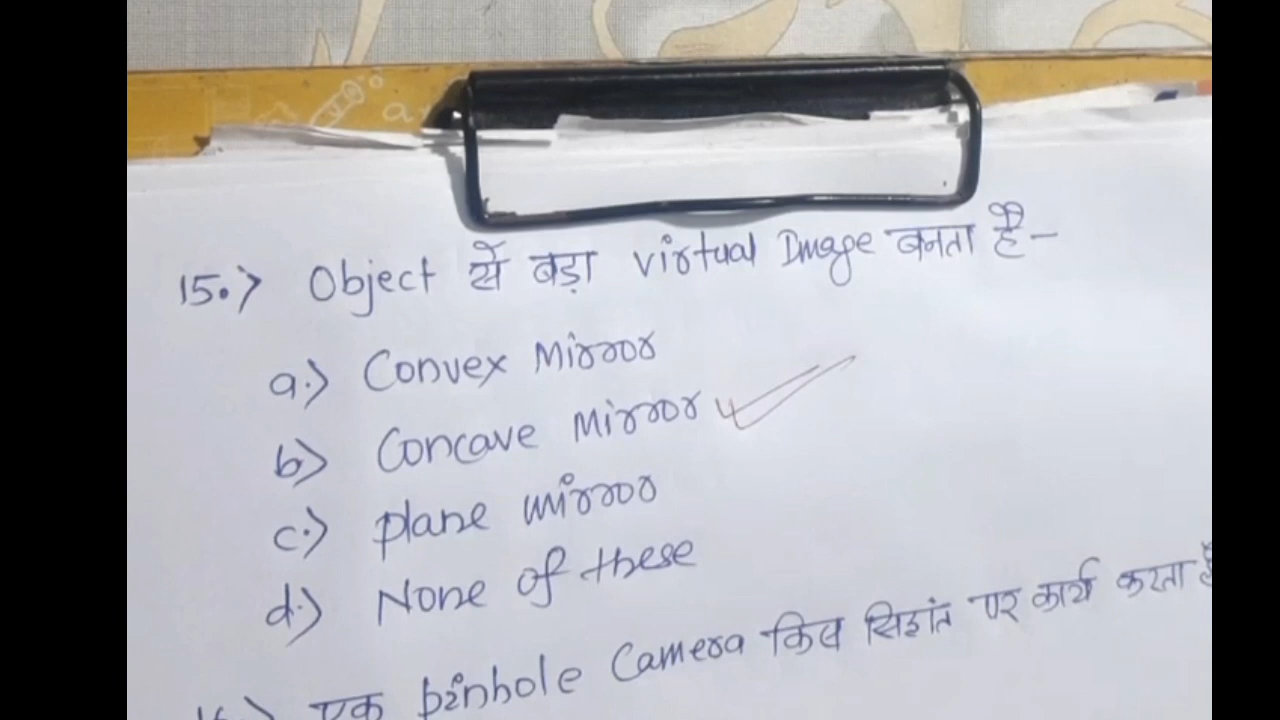 15.> Object से बड़ा virtual Image बनता है-
a.> Convex Mirror
b> Concave Mirror
c.> plane mirror
d.> None of these
एक pinhole Camera किस सिद्धांत पर कार्य करता है